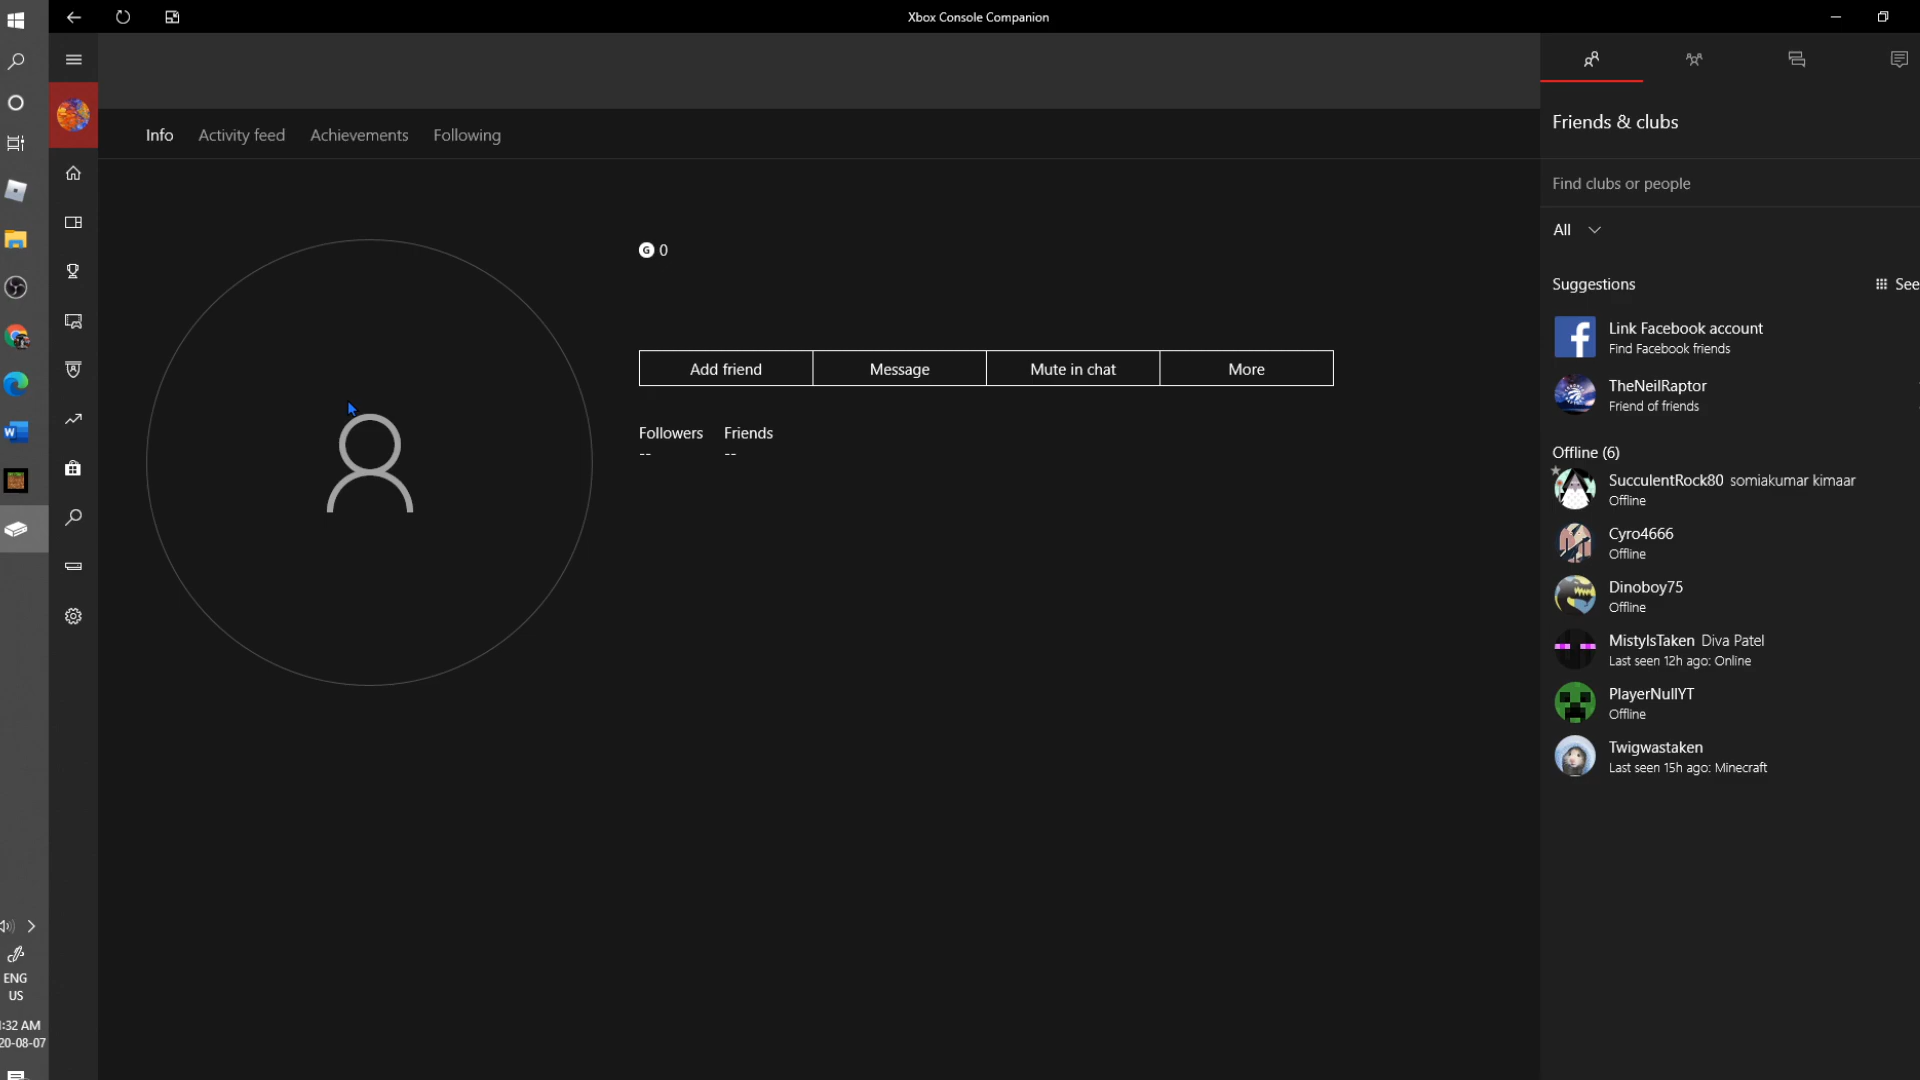 Xbox Console Companion
Info Activity feed Achievements Following
G 0
Add friend Message Mute in chat More
Followers Friends
-- --
Friends & clubs
Find clubs or people
All
Suggestions See
Link Facebook account
Find Facebook friends
TheNeilRaptor
Friend of friends
Offline (6)
SucculentRock80 somiakumar kimaar
Offline
Cyro4666
Offline
Dinoboy75
Offline
MistyIsTaken Diva Patel
Last seen 12h ago: Online
PlayerNullYT
Offline
Twigwastaken
Last seen 15h ago: Minecraft
ENG
US
:32 AM
20-08-07